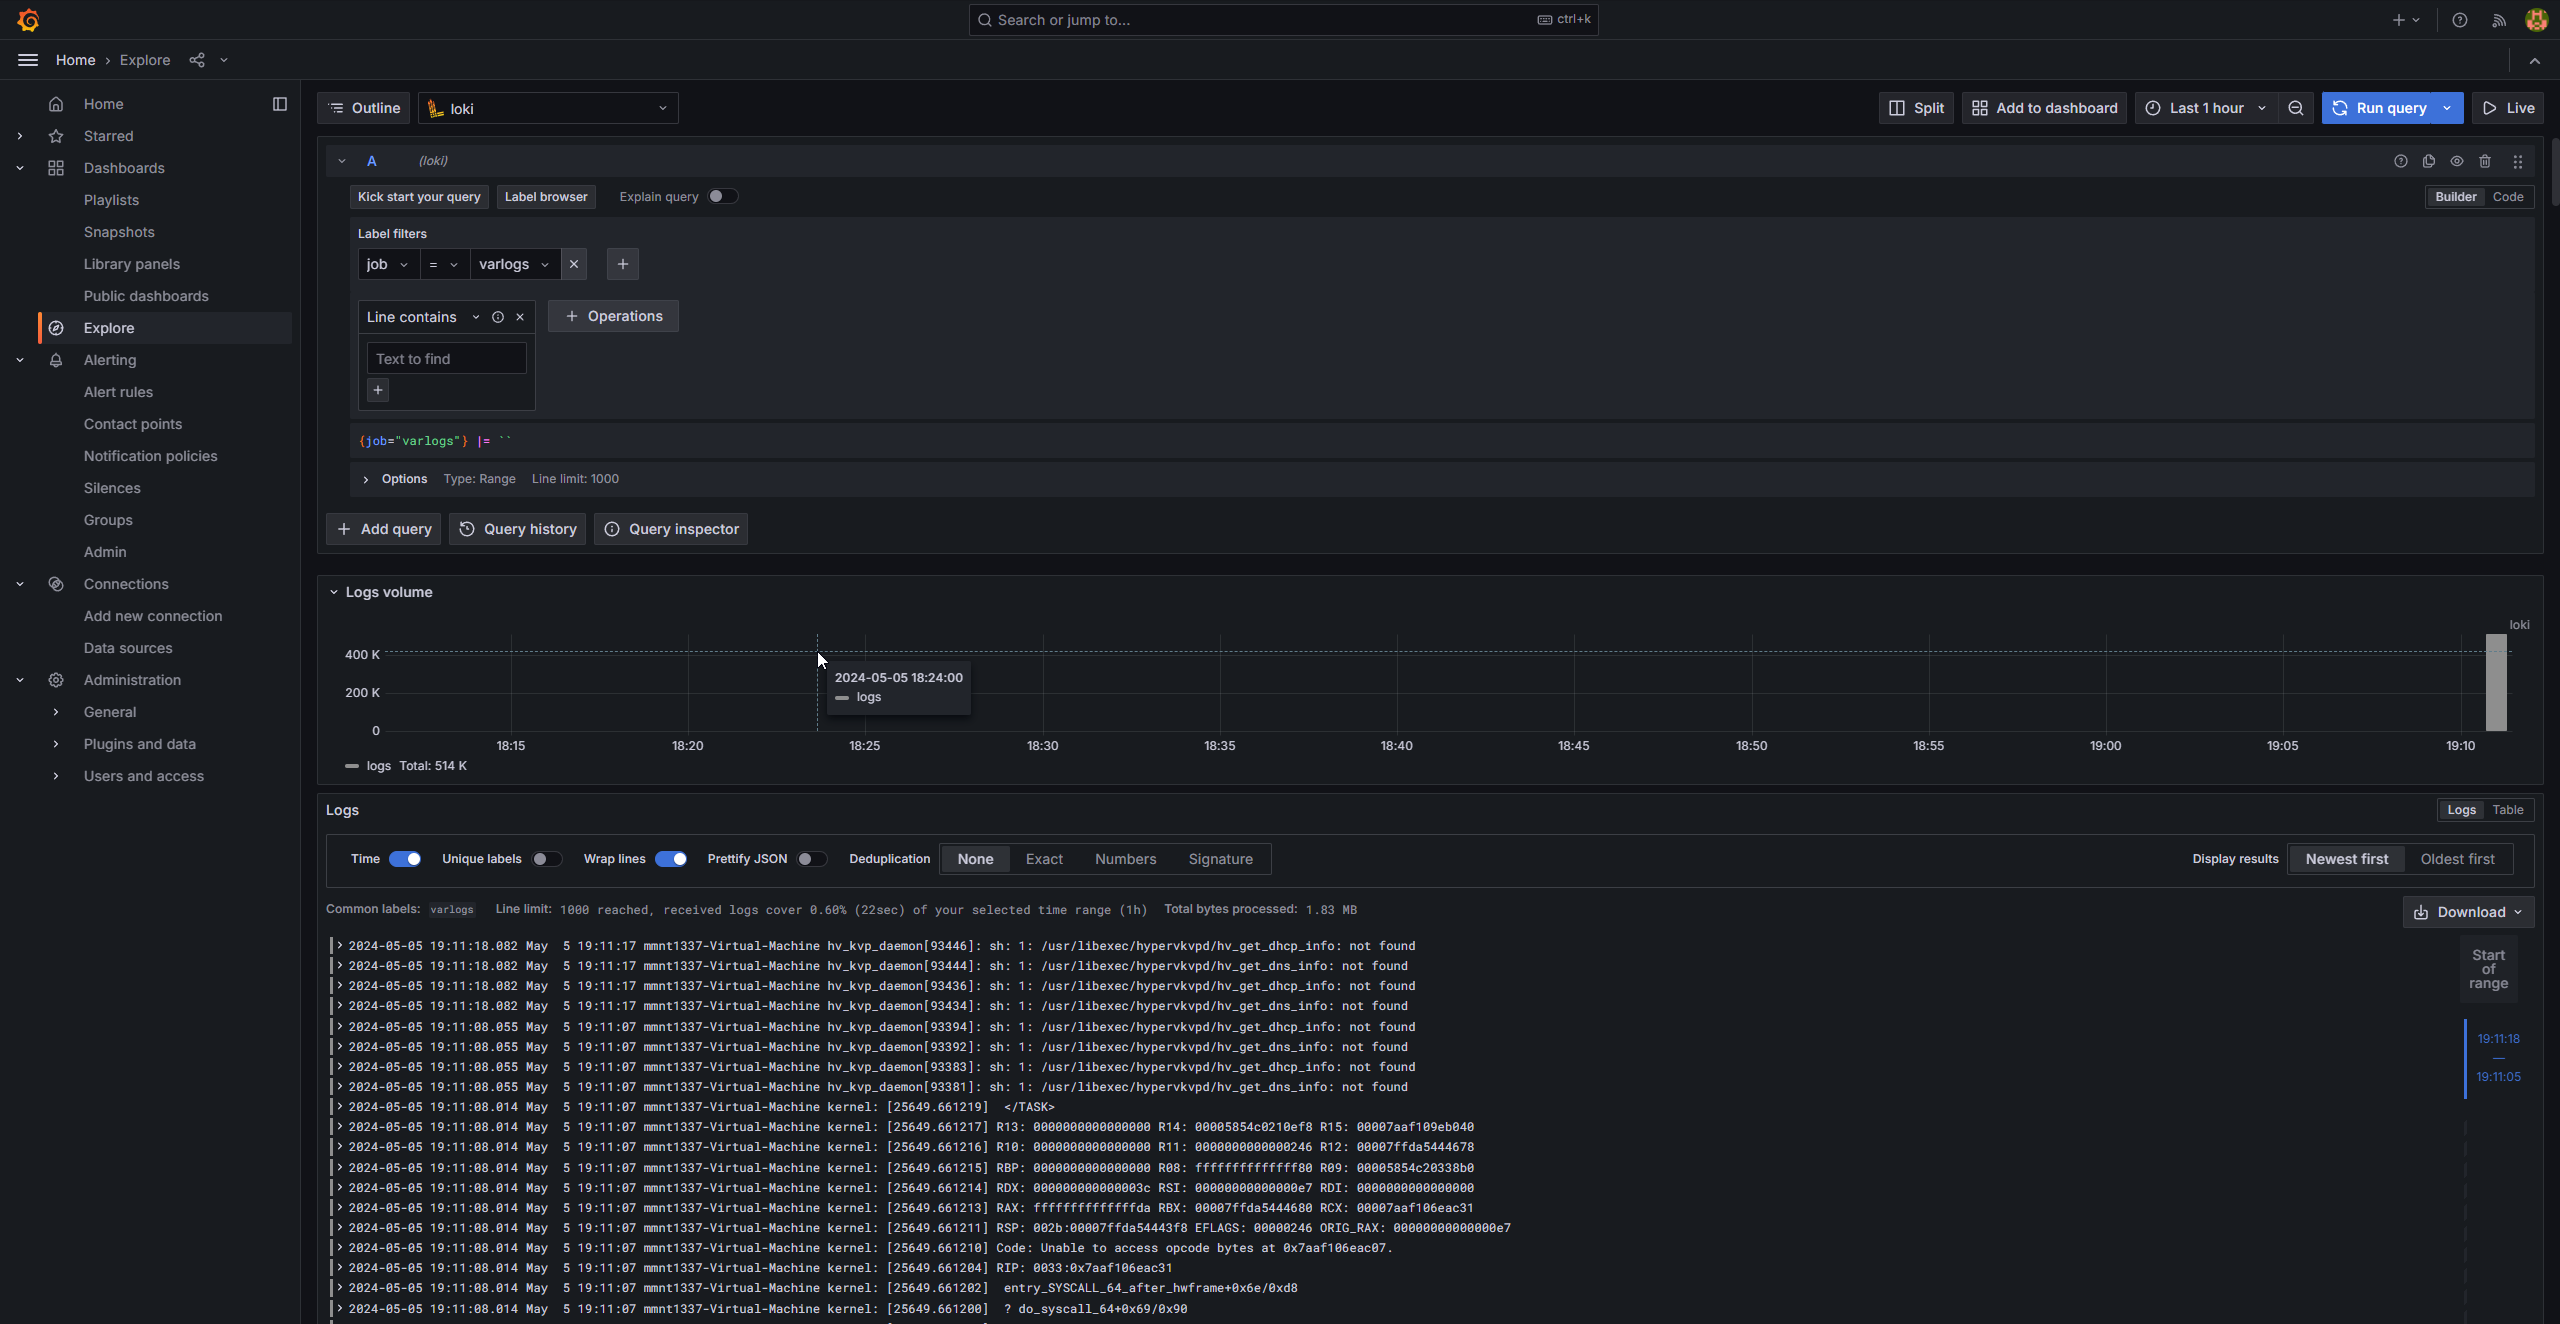 Search or jump to...
ctrl+k
Home › Explore
Home
Starred
Dashboards
Playlists
Snapshots
Library panels
Public dashboards
Explore
Alerting
Alert rules
Contact points
Notification policies
Silences
Groups
Admin
Connections
Add new connection
Data sources
Administration
General
Plugins and data
Users and access
Outline
loki
Split
Add to dashboard
Last 1 hour
Run query
Live
A (loki)
Kick start your query
Label browser
Explain query
Builder
Code
Label filters
job = varlogs
Line contains
Operations
Text to find
{job="varlogs"} |= ``
Options Type: Range Line limit: 1000
Add query
Query history
Query inspector
Logs volume
loki
400 K
200 K
0
2024-05-05 18:24:00
logs
18:15 18:20 18:25 18:30 18:35 18:40 18:45 18:50 18:55 19:00 19:05 19:10
logs Total: 514 K
Logs
Logs Table
Time Unique labels Wrap lines Prettify JSON Deduplication None Exact Numbers Signature
Display results Newest first Oldest first
Common labels: varlogs Line limit: 1000 reached, received logs cover 0.60% (22sec) of your selected time range (1h) Total bytes processed: 1.83 MB
Download
2024-05-05 19:11:18.082 May  5 19:11:17 mmnt1337-Virtual-Machine hv_kvp_daemon[93446]: sh: 1: /usr/libexec/hypervkvpd/hv_get_dhcp_info: not found
2024-05-05 19:11:18.082 May  5 19:11:17 mmnt1337-Virtual-Machine hv_kvp_daemon[93444]: sh: 1: /usr/libexec/hypervkvpd/hv_get_dns_info: not found
2024-05-05 19:11:18.082 May  5 19:11:17 mmnt1337-Virtual-Machine hv_kvp_daemon[93436]: sh: 1: /usr/libexec/hypervkvpd/hv_get_dhcp_info: not found
2024-05-05 19:11:18.082 May  5 19:11:17 mmnt1337-Virtual-Machine hv_kvp_daemon[93434]: sh: 1: /usr/libexec/hypervkvpd/hv_get_dns_info: not found
2024-05-05 19:11:08.055 May  5 19:11:07 mmnt1337-Virtual-Machine hv_kvp_daemon[93394]: sh: 1: /usr/libexec/hypervkvpd/hv_get_dhcp_info: not found
2024-05-05 19:11:08.055 May  5 19:11:07 mmnt1337-Virtual-Machine hv_kvp_daemon[93392]: sh: 1: /usr/libexec/hypervkvpd/hv_get_dns_info: not found
2024-05-05 19:11:08.055 May  5 19:11:07 mmnt1337-Virtual-Machine hv_kvp_daemon[93383]: sh: 1: /usr/libexec/hypervkvpd/hv_get_dhcp_info: not found
2024-05-05 19:11:08.055 May  5 19:11:07 mmnt1337-Virtual-Machine hv_kvp_daemon[93381]: sh: 1: /usr/libexec/hypervkvpd/hv_get_dns_info: not found
2024-05-05 19:11:08.014 May  5 19:11:07 mmnt1337-Virtual-Machine kernel: [25649.661219]  </TASK>
2024-05-05 19:11:08.014 May  5 19:11:07 mmnt1337-Virtual-Machine kernel: [25649.661217] R13: 0000000000000000 R14: 00005854c0210ef8 R15: 00007aaf109eb040
2024-05-05 19:11:08.014 May  5 19:11:07 mmnt1337-Virtual-Machine kernel: [25649.661216] R10: 0000000000000000 R11: 0000000000000246 R12: 00007ffda5444678
2024-05-05 19:11:08.014 May  5 19:11:07 mmnt1337-Virtual-Machine kernel: [25649.661215] RBP: 0000000000000000 R08: ffffffffffffff80 R09: 00005854c20338b0
2024-05-05 19:11:08.014 May  5 19:11:07 mmnt1337-Virtual-Machine kernel: [25649.661214] RDX: 000000000000003c RSI: 00000000000000e7 RDI: 0000000000000000
2024-05-05 19:11:08.014 May  5 19:11:07 mmnt1337-Virtual-Machine kernel: [25649.661213] RAX: ffffffffffffffda RBX: 00007ffda5444680 RCX: 00007aaf106eac31
2024-05-05 19:11:08.014 May  5 19:11:07 mmnt1337-Virtual-Machine kernel: [25649.661211] RSP: 002b:00007ffda54443f8 EFLAGS: 00000246 ORIG_RAX: 00000000000000e7
2024-05-05 19:11:08.014 May  5 19:11:07 mmnt1337-Virtual-Machine kernel: [25649.661210] Code: Unable to access opcode bytes at 0x7aaf106eac07.
2024-05-05 19:11:08.014 May  5 19:11:07 mmnt1337-Virtual-Machine kernel: [25649.661204] RIP: 0033:0x7aaf106eac31
2024-05-05 19:11:08.014 May  5 19:11:07 mmnt1337-Virtual-Machine kernel: [25649.661202]  entry_SYSCALL_64_after_hwframe+0x6e/0xd8
2024-05-05 19:11:08.014 May  5 19:11:07 mmnt1337-Virtual-Machine kernel: [25649.661200]  ? do_syscall_64+0x69/0x90
Start
of
range
19:11:18
—
19:11:05